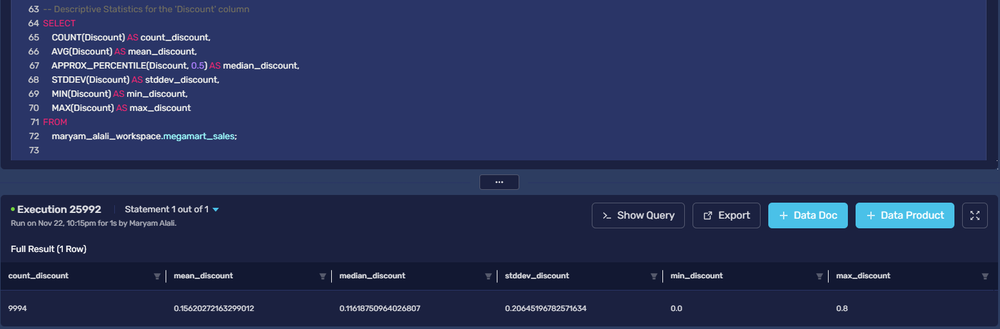 63 -- Descriptive Statistics for the 'Discount' column
64 SELECT
65 COUNT(Discount) AS count_discount,
66 AVG(Discount) AS mean_discount,
67 APPROX_PERCENTILE(Discount, 0.5) AS median_discount,
68 STDDEV(Discount) AS stddev_discount,
69 MIN(Discount) AS min_discount,
70 MAX(Discount) AS max_discount
71 FROM
72 maryam_alali_workspace.megamart_sales;
73
Execution 25992 Statement 1 out of 1
Run on Nov 22, 10:15pm for 1s by Maryam Alali.
Show Query Export + Data Doc + Data Product
Full Result (1 Row)
count_discount mean_discount median_discount stddev_discount min_discount max_discount
9994 0.15620272163299012 0.11618750964026807 0.20645196782571634 0.0 0.8